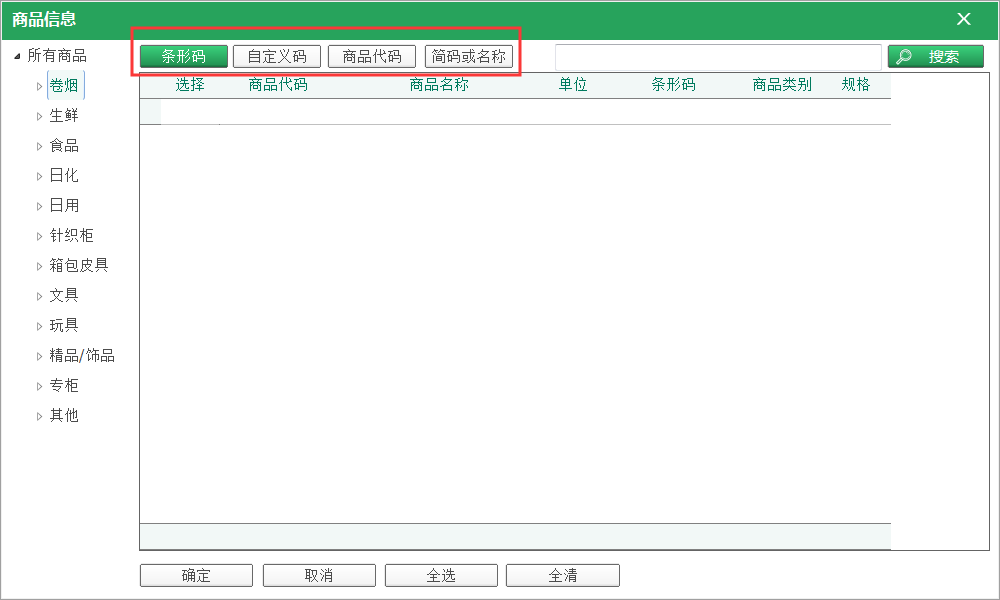 商品信息
所有商品
卷烟
生鲜
食品
日化
日用
针织柜
箱包皮具
文具
玩具
精品/饰品
专柜
其他
条形码 自定义码 商品代码 简码或名称 搜索
选择 商品代码 商品名称 单位 条形码 商品类别 规格
确定 取消 全选 全清